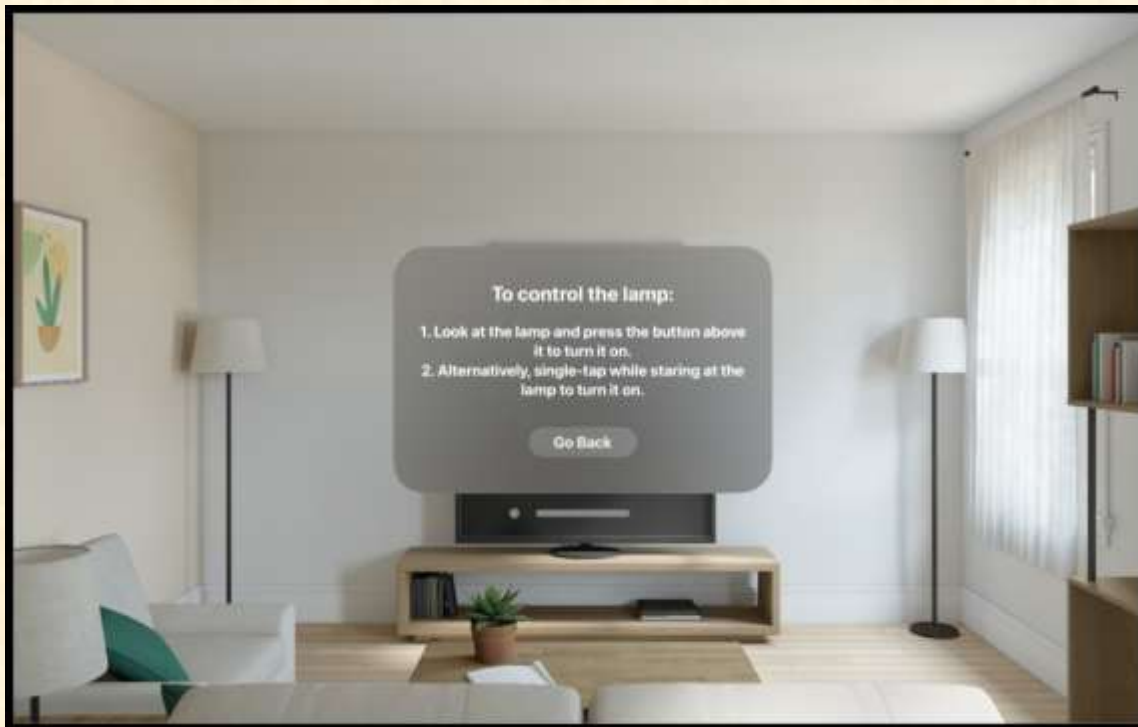 To control the lamp:
1. Look at the lamp and press the button above
it to turn it on.
2. Alternatively, single-tap while staring at the
lamp to turn it on.
Go Back